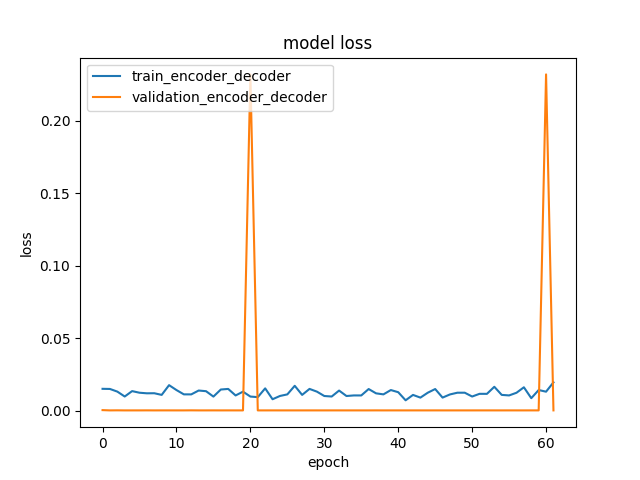 model loss
train_encoder_decoder
validation_encoder_decoder
0.20
0.15
0.10
0.05
0.00
loss
0 10 20 30 40 50 60
epoch